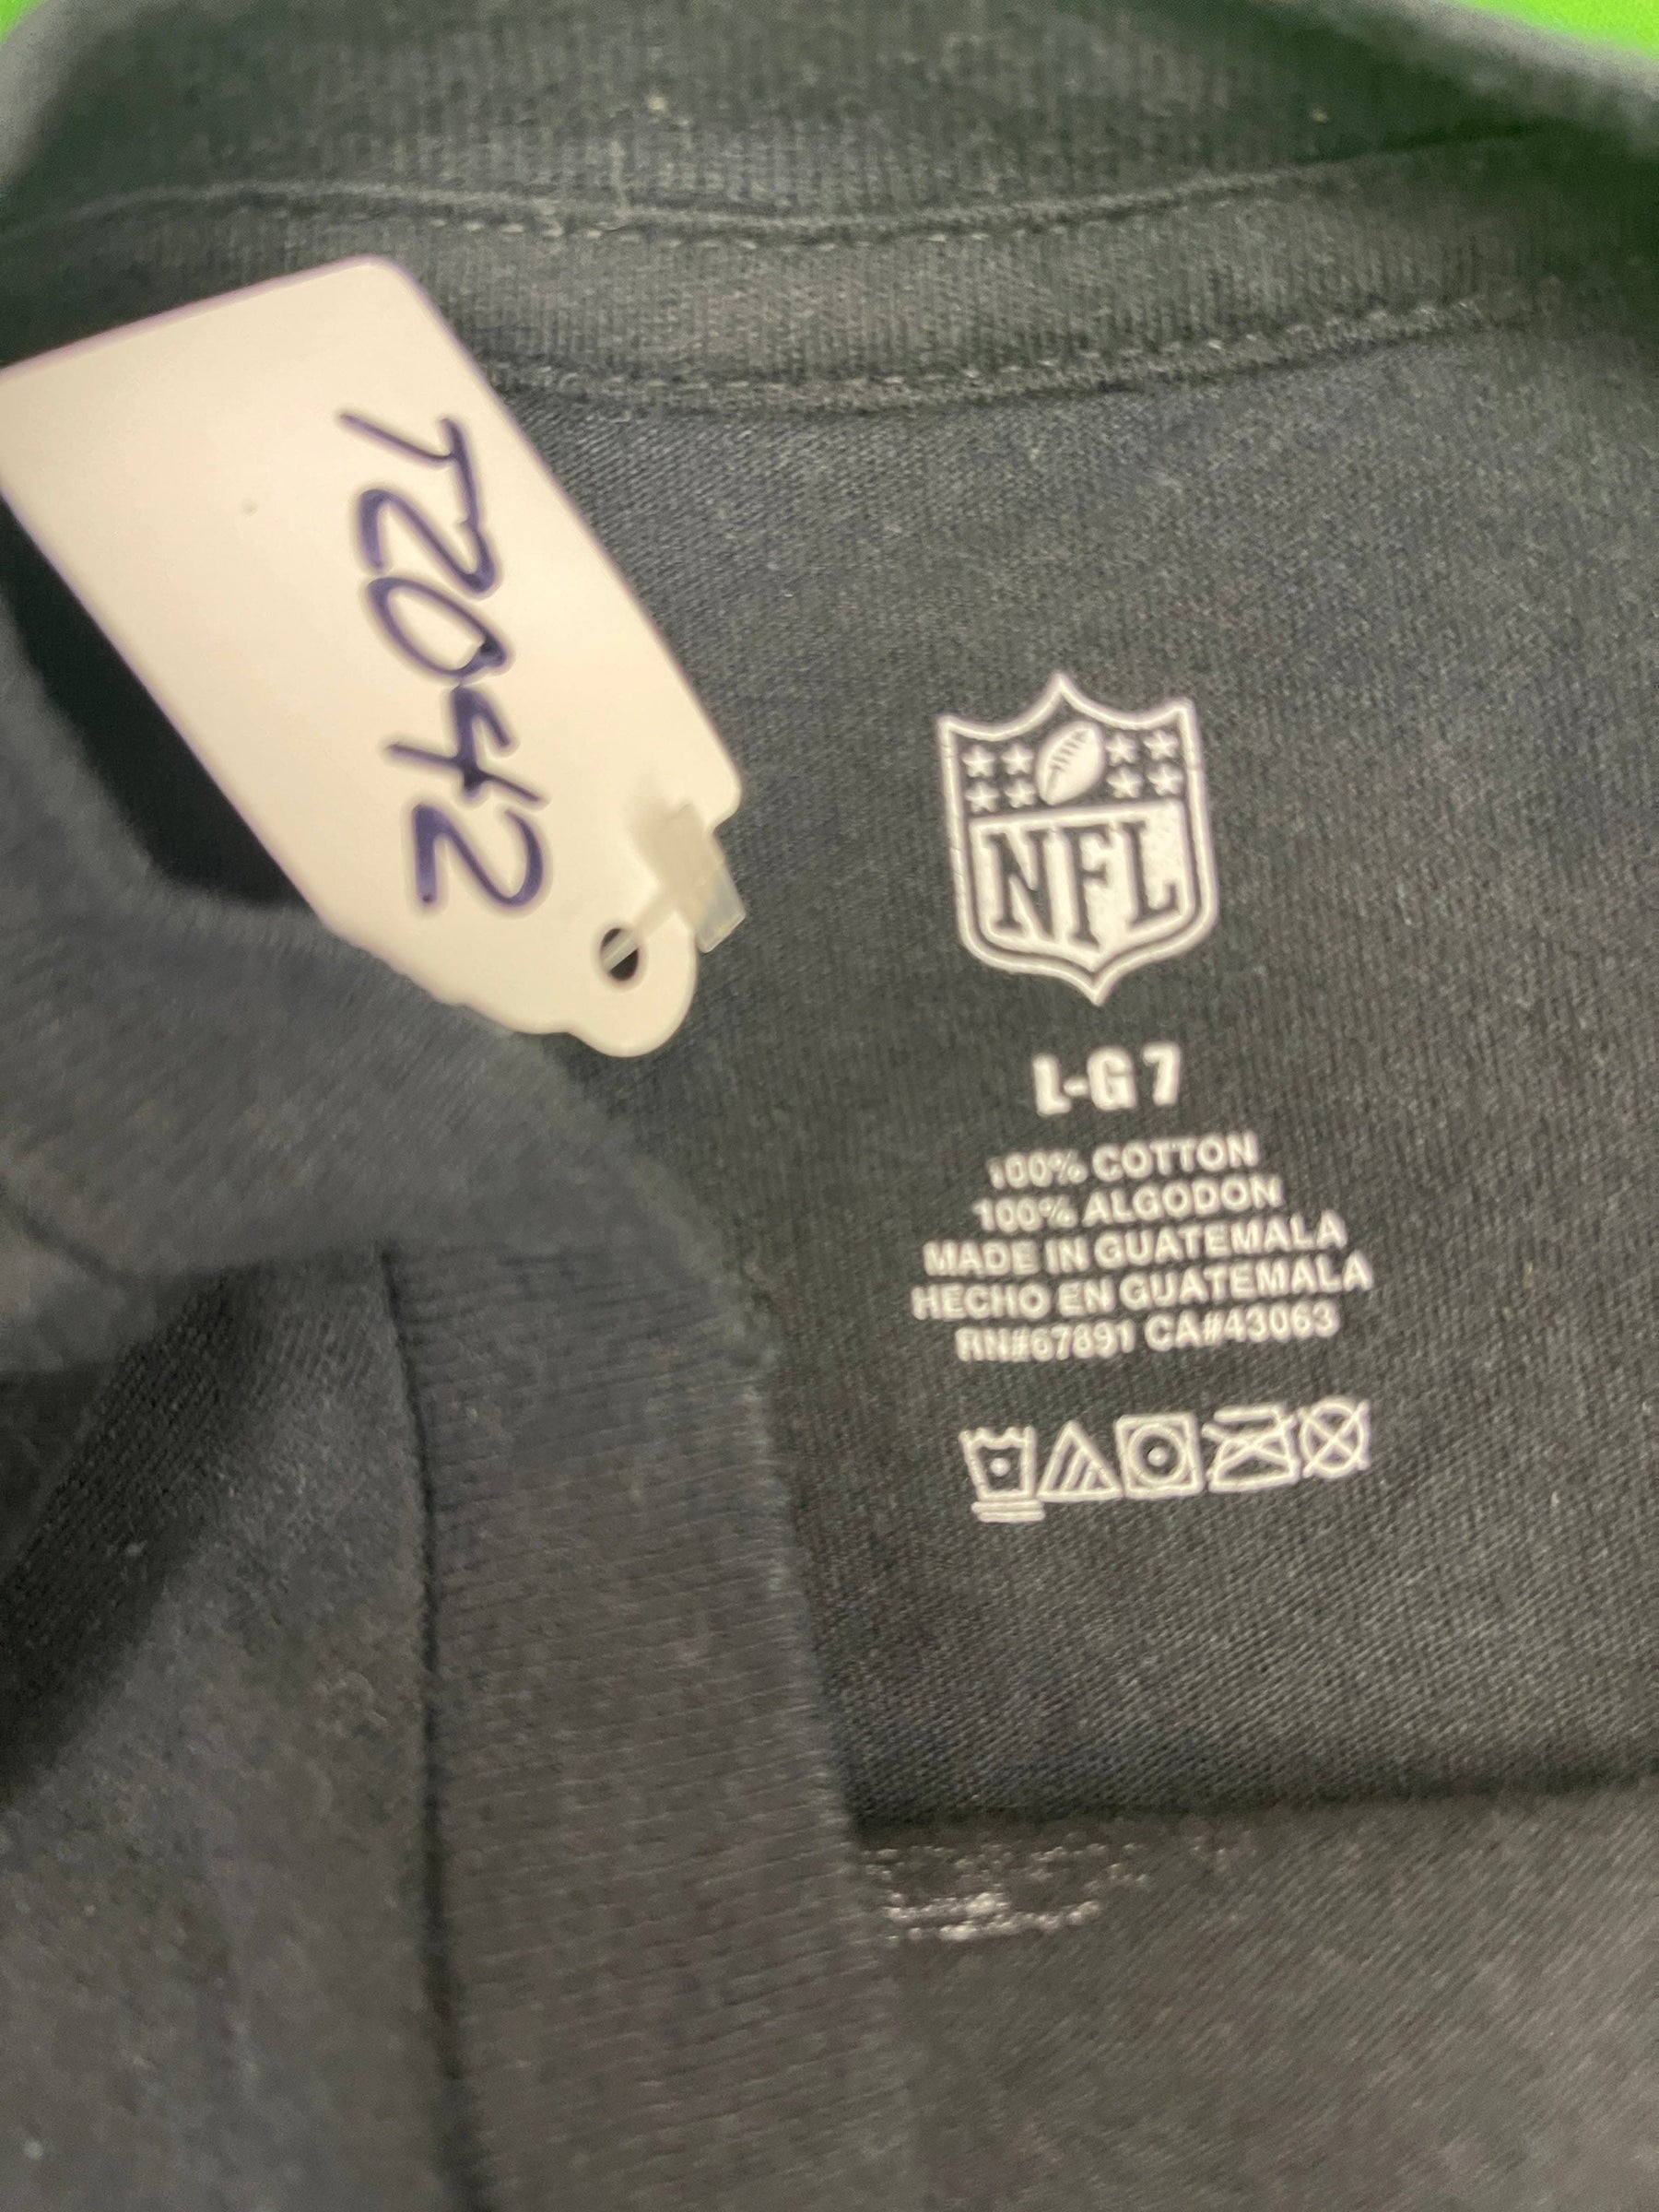 T2042
NFL
L-G 7
100% COTTON
100% ALGODON
MADE IN GUATEMALA
HECHO EN GUATEMALA
RN#67891 CA#43063